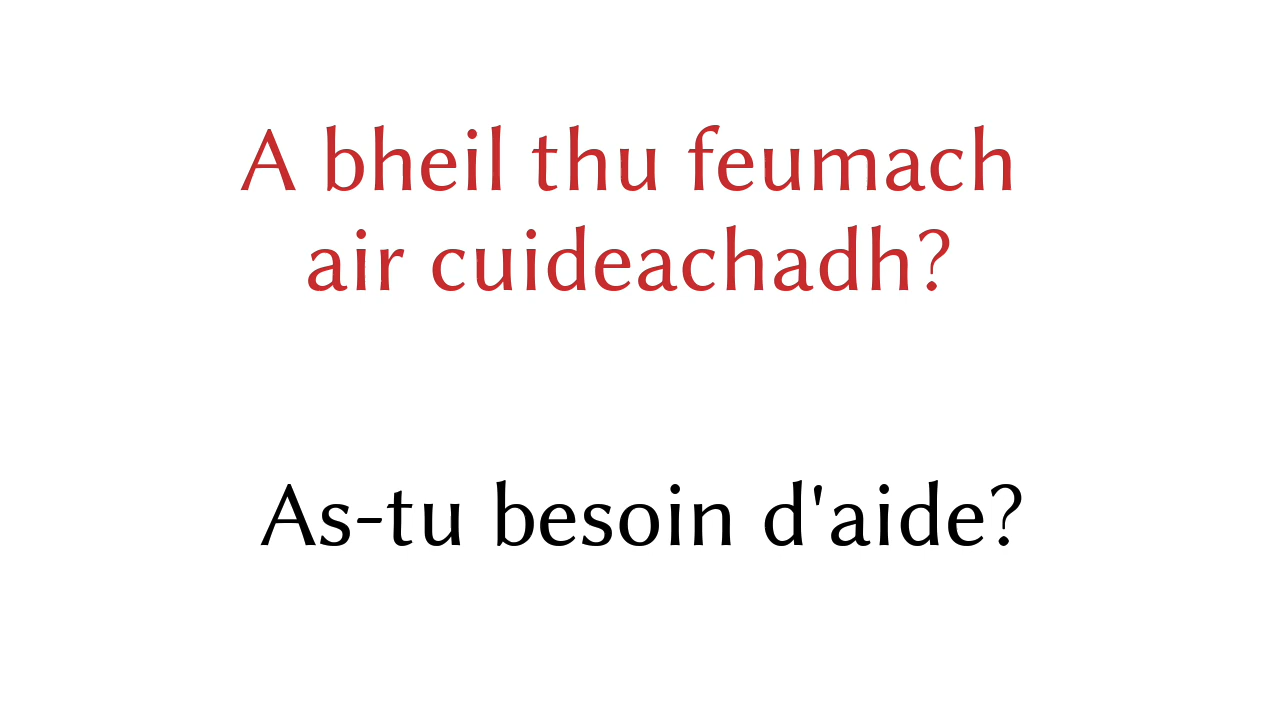 A bheil thu feumach
air cuideachadh?
As-tu besoin d'aide?